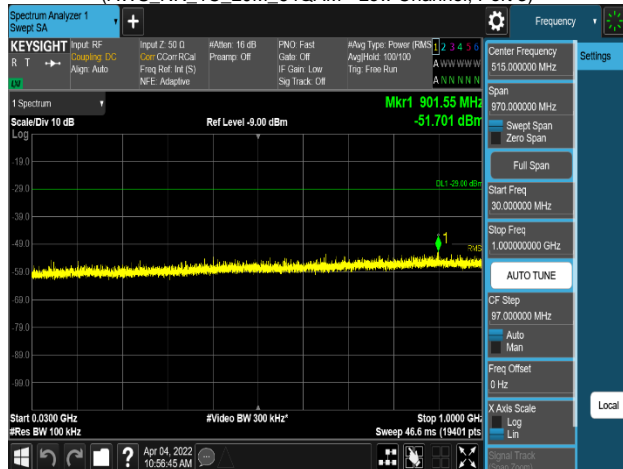 Spectrum Analyzer 1
Swept SA
Frequency
KEYSIGHT
R T
Input: RF
Coupling: DC
Align: Auto
Input Z: 50 Ω
Corr CCorr RCal
Freq Ref: Int (S)
NFE: Adaptive
#Atten: 16 dB
Preamp: Off
PNO: Fast
Gate: Off
IF Gain: Low
Sig Track: Off
#Avg Type: Power (RMS
Avg|Hold: 100/100
Trig: Free Run
1 2 3 4 5 6
A W W W W W
A N N N N N
1 Spectrum
Scale/Div 10 dB
Log
Ref Level -9.00 dBm
Mkr1 901.55 MHz
-51.701 dBm
-19.0
DL1 -29.00 dBm
-29.0
-39.0
-49.0
1
RMS
-59.0
-69.0
-79.0
-89.0
-99.0
Start 0.0300 GHz
#Res BW 100 kHz
#Video BW 300 kHz*
Stop 1.0000 GHz
Sweep 46.6 ms (19401 pts
Apr 04, 2022
10:56:45 AM
?
Center Frequency
515.000000 MHz
Settings
Span
970.000000 MHz
Swept Span
Zero Span
Full Span
Start Freq
30.000000 MHz
Stop Freq
1.000000000 GHz
AUTO TUNE
CF Step
97.000000 MHz
Auto
Man
Freq Offset
0 Hz
X Axis Scale
Log
Lin
Local
Signal Track